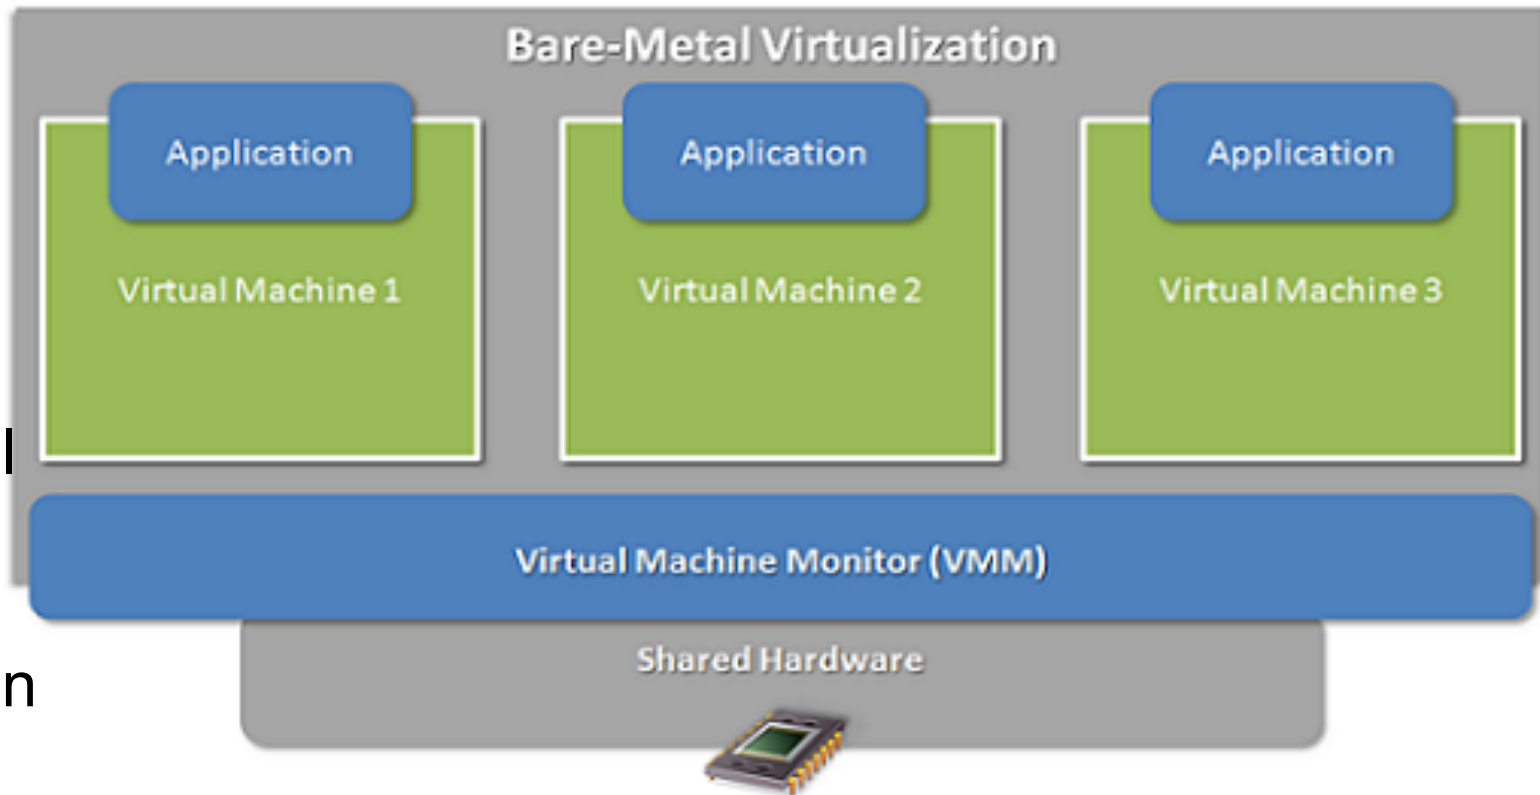 Bare-Metal Virtualization
Application
Application
Application
Virtual Machine 1
Virtual Machine 2
Virtual Machine 3
l
Virtual Machine Monitor (VMM)
Shared Hardware
n